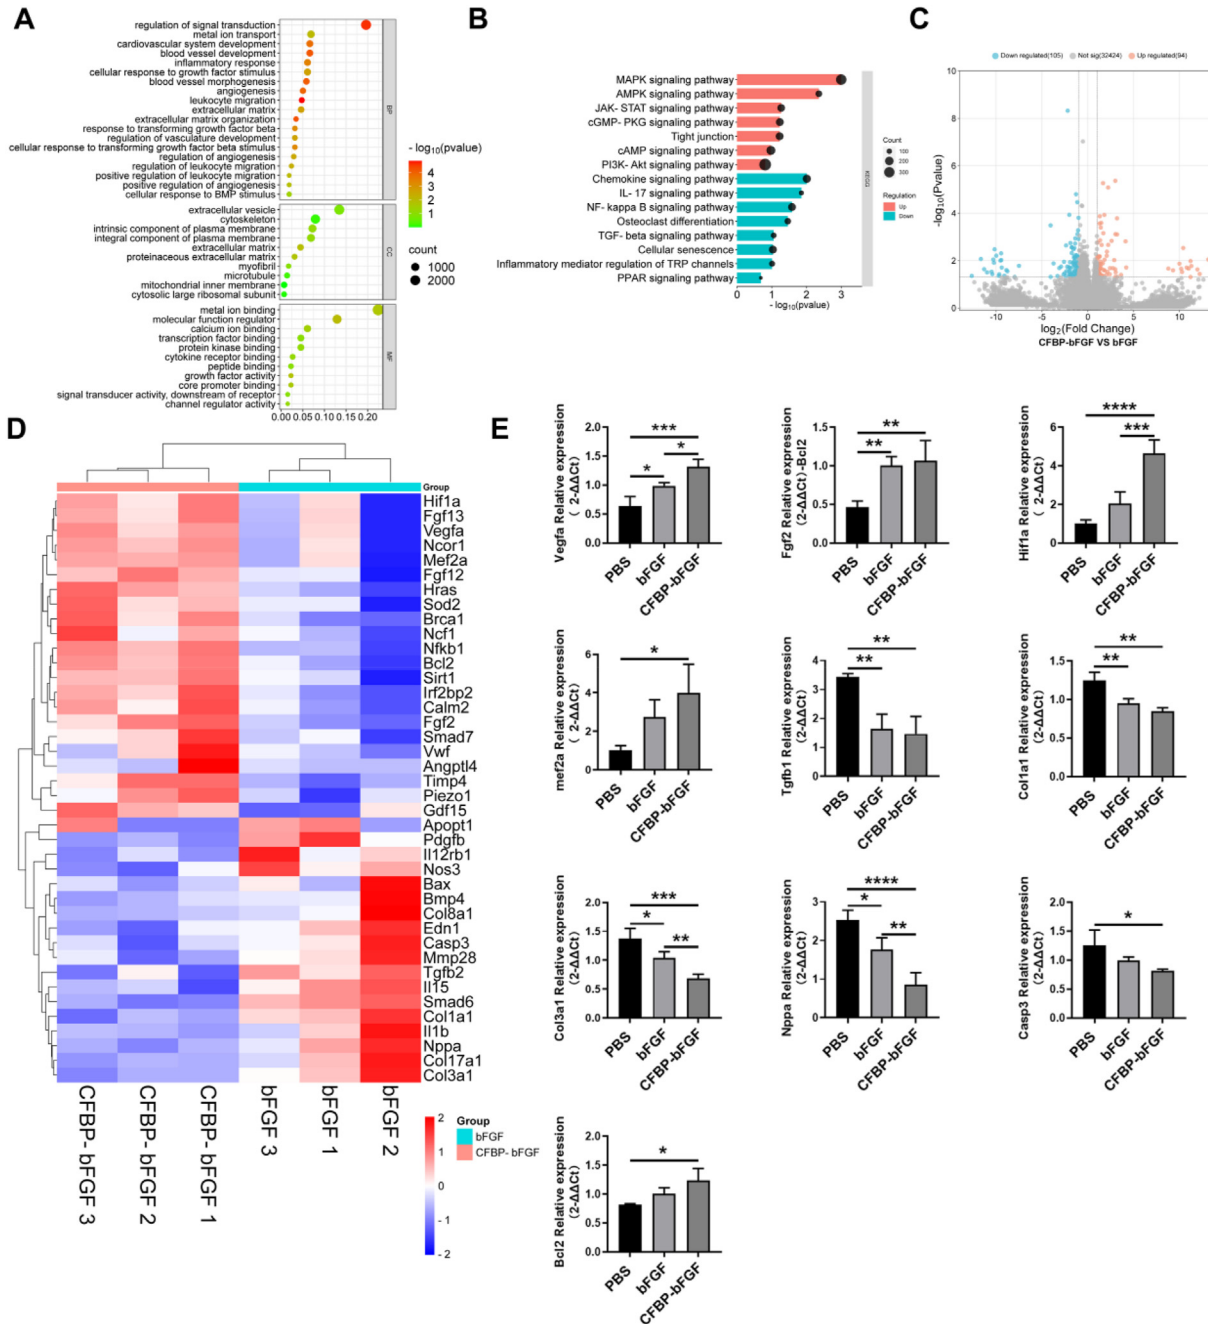 A
regulation of signal transduction
metal ion transport
cardiovascular system development
blood vessel development
inflammatory response
cellular response to growth factor stimulus
blood vessel morphogenesis
angiogenesis
leukocyte migration
extracellular matrix
extracellular matrix organization
response to transforming growth factor beta
regulation of vasculature development
cellular response to transforming growth factor beta stimulus
regulation of angiogenesis
regulation of leukocyte migration
positive regulation of leukocyte migration
positive regulation of angiogenesis
cellular response to BMP stimulus
BP
extracellular vesicle
cytoskeleton
intrinsic component of plasma membrane
integral component of plasma membrane
extracellular matrix
proteinaceous extracellular matrix
myofibril
microtubule
mitochondrial inner membrane
cytosolic large ribosomal subunit
CC
metal ion binding
molecular function regulator
calcium ion binding
transcription factor binding
protein kinase binding
cytokine receptor binding
peptide binding
growth factor activity
core promoter binding
signal transducer activity, downstream of receptor
channel regulator activity
MF
0.00 0.05 0.10 0.15 0.20
- log10(pvalue)
4
3
2
1
count
1000
2000
B
MAPK signaling pathway
AMPK signaling pathway
JAK- STAT signaling pathway
cGMP- PKG signaling pathway
Tight junction
cAMP signaling pathway
PI3K- Akt signaling pathway
Chemokine signaling pathway
IL- 17 signaling pathway
NF- kappa B signaling pathway
Osteoclast differentiation
TGF- beta signaling pathway
Cellular senescence
Inflammatory mediator regulation of TRP channels
PPAR signaling pathway
0 1 2 3
- log10(pvalue)
KEGG
Count
100
200
300
Regulation
Up
Down
C
Down regulated(105) Not sig(32424) Up regulated(94)
10
8
6
4
2
0
-log10(Pvalue)
-10 -5 0 5 10
log2(Fold Change)
CFBP-bFGF VS bFGF
D
Group
Hif1a
Fgf13
Vegfa
Ncor1
Mef2a
Fgf12
Hras
Sod2
Brca1
Ncf1
Nfkb1
Bcl2
Sirt1
Irf2bp2
Calm2
Fgf2
Smad7
Vwf
Angptl4
Timp4
Piezo1
Gdf15
Apopt1
Pdgfb
Il12rb1
Nos3
Bax
Bmp4
Col8a1
Edn1
Casp3
Mmp28
Tgfb2
Il15
Smad6
Col1a1
Il1b
Nppa
Col17a1
Col3a1
CFBP- bFGF 3
CFBP- bFGF 2
CFBP- bFGF 1
bFGF 3
bFGF 1
bFGF 2
2
1
0
- 1
- 2
Group
bFGF
CFBP- bFGF
E
Vegfa Relative expression
( 2-ΔΔCt)
2.0
1.5
1.0
0.5
0.0
***
*
*
PBS
bFGF
CFBP-bFGF
Fgf2 Relative expression
(2-ΔΔCt)-Bcl2
1.5
1.0
0.5
0.0
**
**
PBS
bFGF
CFBP-bFGF
Hif1a Relative expression
( 2-ΔΔCt)
6
4
2
0
****
***
PBS
bFGF
CFBP-bFGF
mef2a Relative expression
( 2-ΔΔCt)
6
4
2
0
*
PBS
bFGF
CFBP-bFGF
Tgfb1 Relative expression
(2-ΔΔCt)
4
3
2
1
0
**
**
PBS
bFGF
CFBP-bFGF
Col1a1 Relative expression
(2-ΔΔCt)
1.5
1.0
0.5
0.0
**
**
PBS
bFGF
CFBP-bFGF
Col3a1 Relative expression
(2-ΔΔCt)
2.0
1.5
1.0
0.5
0.0
***
*
**
PBS
bFGF
CFBP-bFGF
Nppa Relative expression
(2-ΔΔCt)
3
2
1
0
****
*
**
PBS
bFGF
CFBP-bFGF
Casp3 Relative expression
(2-ΔΔCt)
2.0
1.5
1.0
0.5
0.0
*
PBS
bFGF
CFBP-bFGF
Bcl2 Relative expression
(2-ΔΔCt)
2.0
1.5
1.0
0.5
0.0
*
PBS
bFGF
CFBP-bFGF